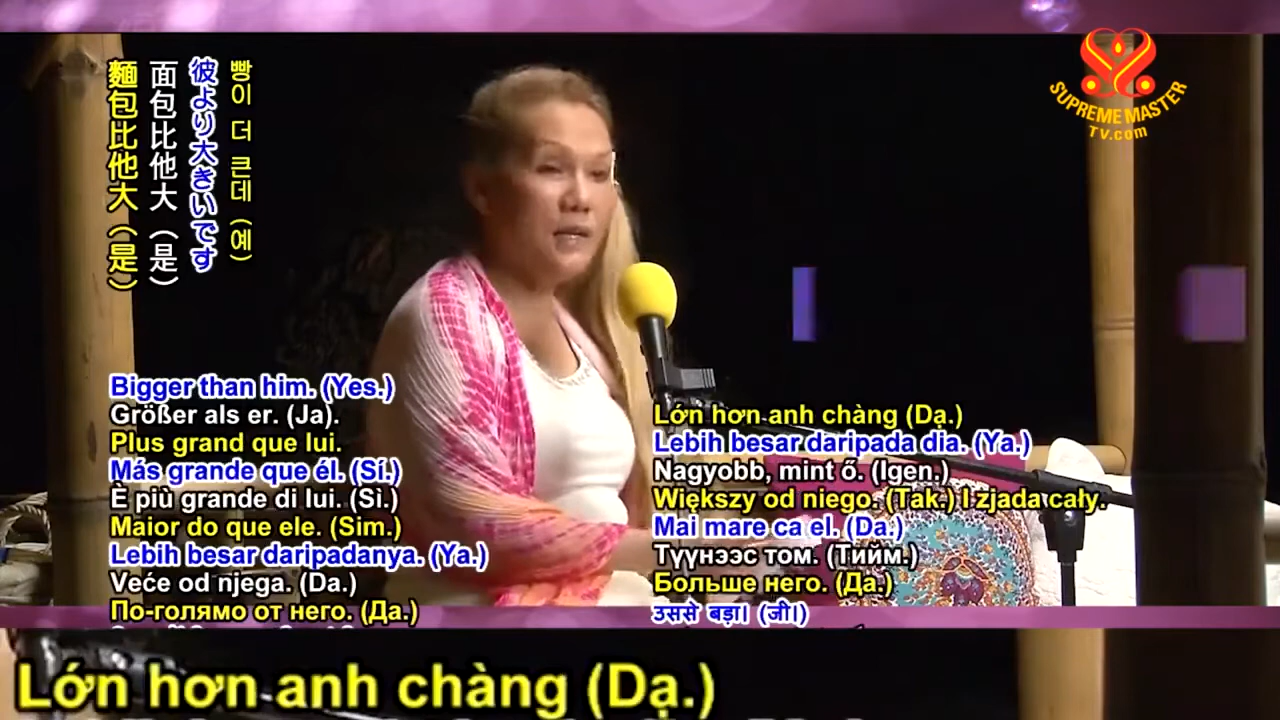 麵包比他大（是）
面包比他大（是）
彼より大きいです
빵이 더 큰데 (예)
SUPREME MASTER
TV.com
Bigger than him. (Yes.)
Größer als er. (Ja).
Plus grand que lui.
Más grande que él. (Sí.)
È più grande di lui. (Sì.)
Maior do que ele. (Sim.)
Lebih besar daripadanya. (Ya.)
Veće od njega. (Da.)
По-голямо от него. (Да.)
Lớn hơn anh chàng (Dạ.)
Lebih besar daripada dia. (Ya.)
Nagyobb, mint ő. (Igen.)
Większy od niego. (Tak.) I zjada cały.
Mai mare ca el. (Da.)
Түүнээс том. (Тийм.)
Больше него. (Да.)
उससे बड़ा। (जी।)
Lớn hơn anh chàng (Dạ.)